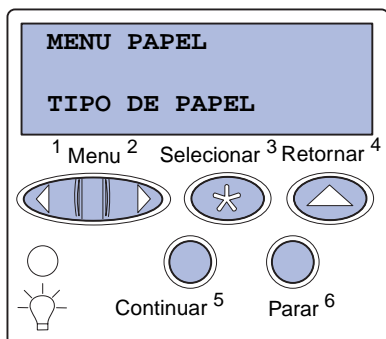 MENU PAPEL
TIPO DE PAPEL
1 Menu 2 Selecionar 3 Retornar 4
Continuar 5 Parar 6